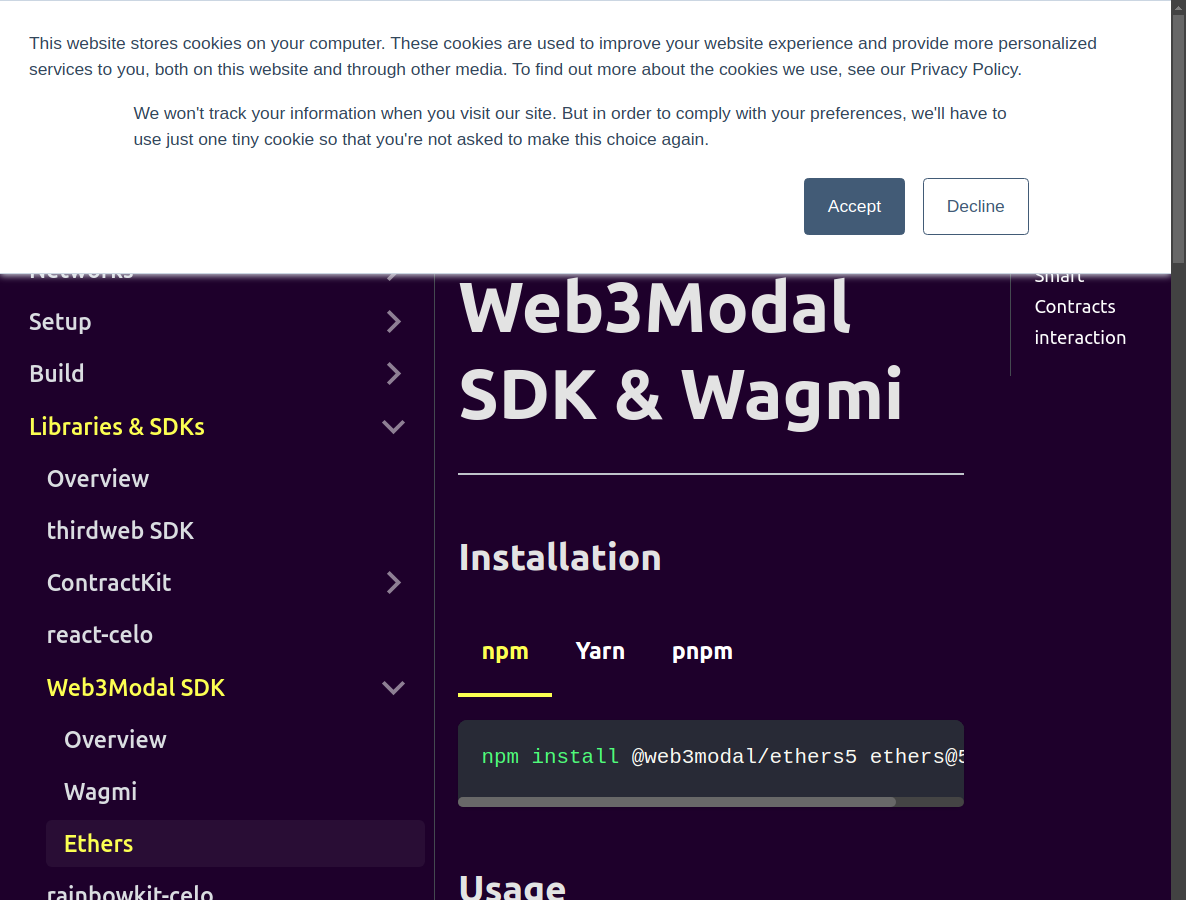 This website stores cookies on your computer. These cookies are used to improve your website experience and provide more personalized
services to you, both on this website and through other media. To find out more about the cookies we use, see our Privacy Policy.
We won't track your information when you visit our site. But in order to comply with your preferences, we'll have to
use just one tiny cookie so that you're not asked to make this choice again.
Accept
Decline
Networks
Setup
Build
Libraries & SDKs
Overview
thirdweb SDK
ContractKit
react-celo
Web3Modal SDK
Overview
Wagmi
Ethers
rainbowkit-celo
Web3Modal
SDK & Wagmi
Installation
npm
Yarn
pnpm
npm install @web3modal/ethers5 ethers@5
Usage
Smart
Contracts
interaction